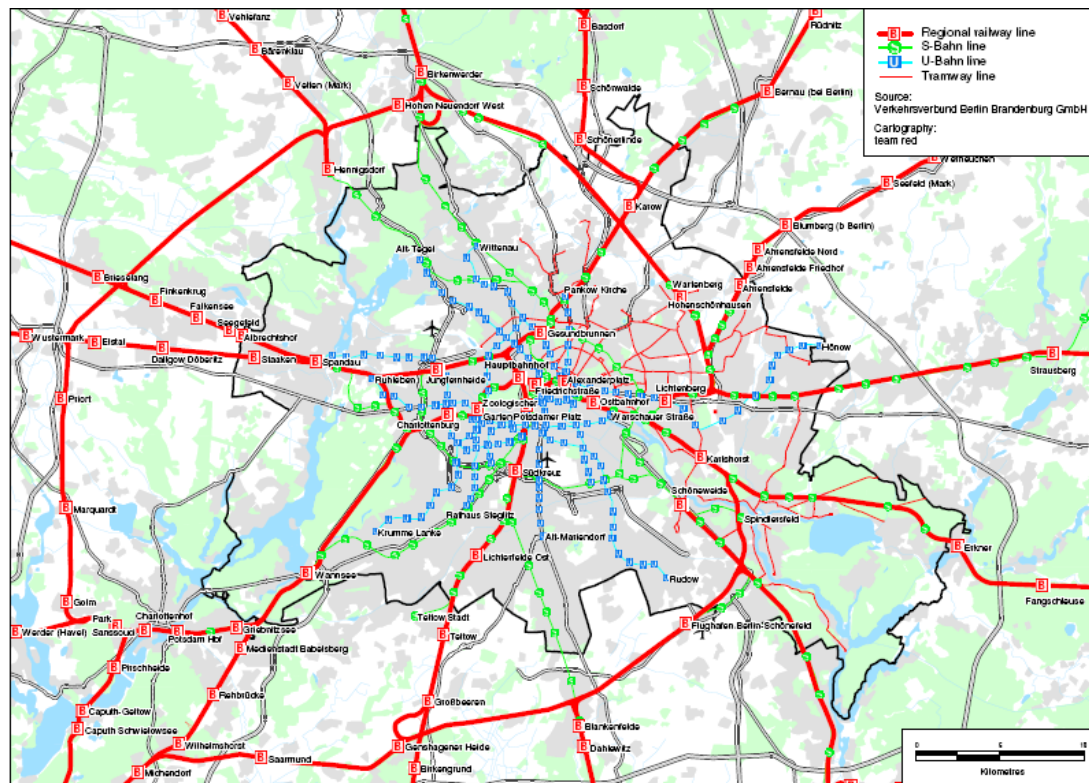 Vehlefanz
Bärenklau
Velten (Mark)
Birkenwerder
Hohen Neuendorf West
Hennigsdorf
Basdorf
Schönwalde
Schönerlinde
Rüdnitz
Bernau (bei Berlin)
B Regional railway line
S S-Bahn line
U U-Bahn line
Tramway line
Source:
Verkehrsverbund Berlin Brandenburg GmbH
Cartography:
team red
Werneuchen
Seefeld (Mark)
Blumberg (b Berlin)
Karow
Ahrensfelde Nord
Ahrensfelde Friedhof
Ahrensfelde
Wartenberg
Hohenschönhausen
Alt-Tegel
Wittenau
Pankow Kirche
Gesundbrunnen
Brieselang
Finkenkrug
Falkensee
Seegefeld
Albrechtshof
Wustermark
Elstal
Dallgow Döberitz
Staaken
Spandau
Ruhleben
Jungfernheide
Hauptbahnhof
Alexanderplatz
Friedrichstraße
Lichtenberg
Hönow
Strausberg
Zoologischer
Garten
Potsdamer Platz
Ostbahnhof
Warschauer Straße
Charlottenburg
Priort
Südkreuz
Karlshorst
Schöneweide
Spindlersfeld
Marquardt
Rathaus Steglitz
Krumme Lanke
Alt-Mariendorf
Lichterfelde Ost
Rudow
Erkner
Fangschleuse
Wannsee
Golm
Werder (Havel)
Park
Sanssouci
Charlottenhof
Potsdam Hbf
Griebnitzsee
Medienstadt Babelsberg
Teltow Stadt
Teltow
Flughafen Berlin-Schönefeld
Pirschheide
Rehbrücke
Caputh-Geltow
Caputh Schwielowsee
Wilhelmshorst
Michendorf
Saarmund
Großbeeren
Genshagener Heide
Birkengrund
Blankenfelde
Dahlewitz
0 5 10
Kilometres